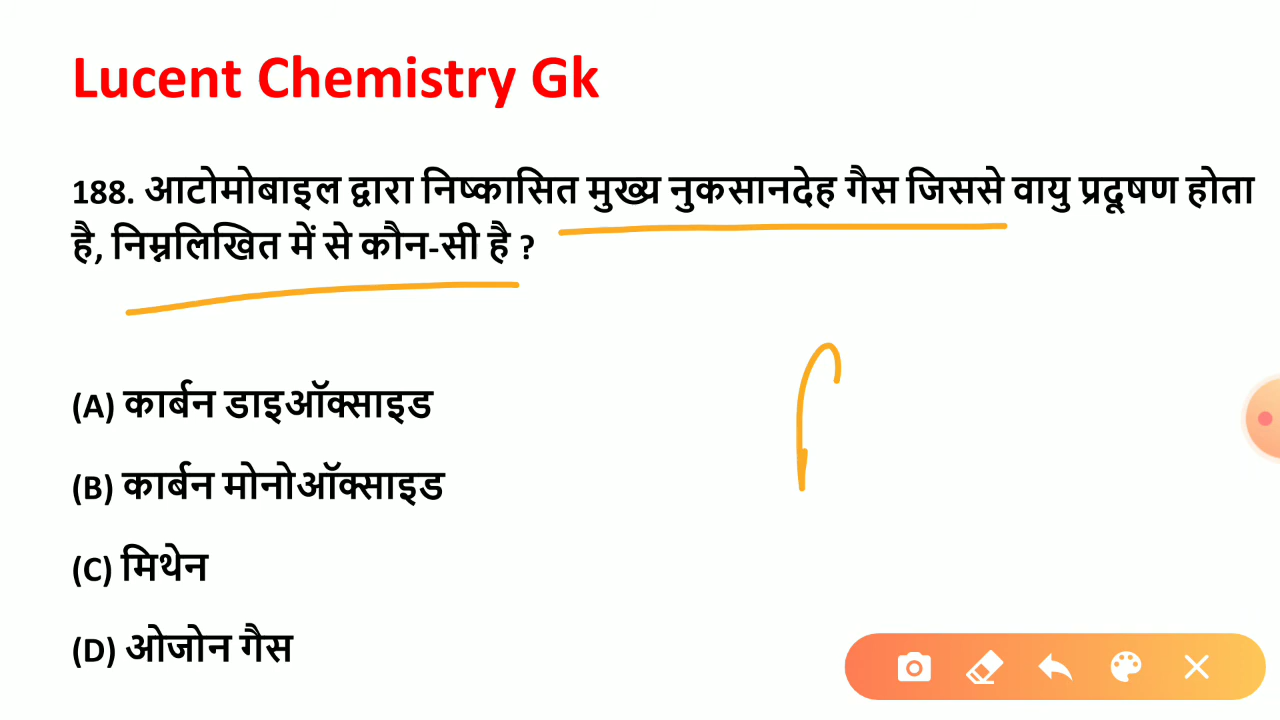 Lucent Chemistry Gk
188. आटोमोबाइल द्वारा निष्कासित मुख्य नुकसानदेह गैस जिससे वायु प्रदूषण होता
है, निम्नलिखित में से कौन-सी है ?
(A) कार्बन डाइऑक्साइड
(B) कार्बन मोनोऑक्साइड
(C) मिथेन
(D) ओजोन गैस